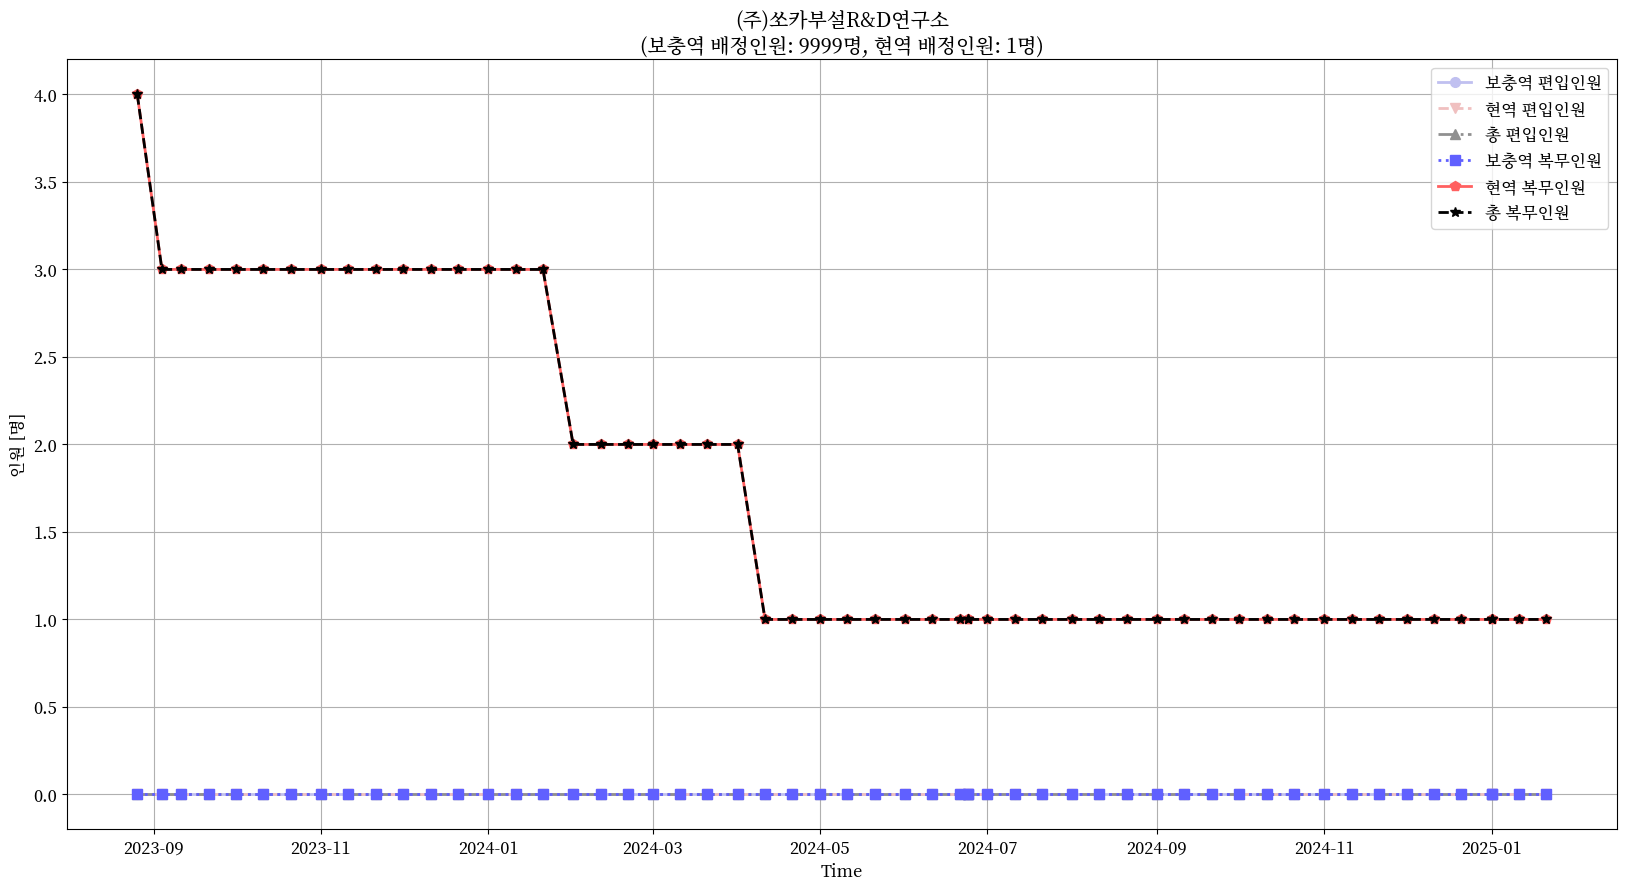 (주)쏘카부설R&D연구소
(보충역 배정인원: 9999명, 현역 배정인원: 1명)
보충역 편입인원
현역 편입인원
총 편입인원
보충역 복무인원
현역 복무인원
총 복무인원
인원 [명]
4.0
3.5
3.0
2.5
2.0
1.5
1.0
0.5
0.0
2023-09
2023-11
2024-01
2024-03
2024-05
2024-07
2024-09
2024-11
2025-01
Time